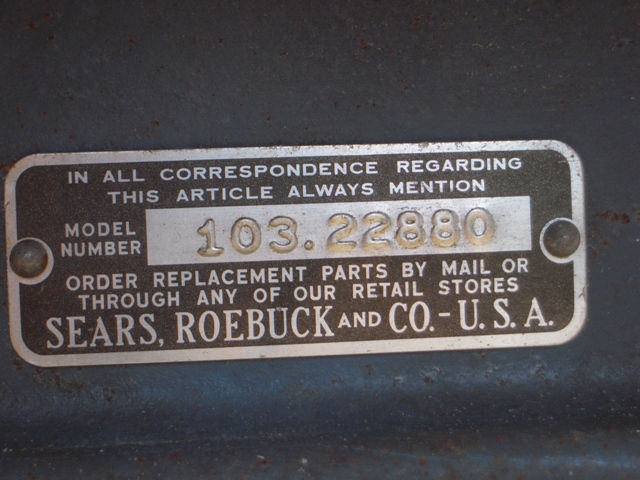 IN ALL CORRESPONDENCE REGARDING
THIS ARTICLE ALWAYS MENTION
MODEL
NUMBER 103.22880
ORDER REPLACEMENT PARTS BY MAIL OR
THROUGH ANY OF OUR RETAIL STORES
SEARS, ROEBUCK AND CO. - U.S.A.